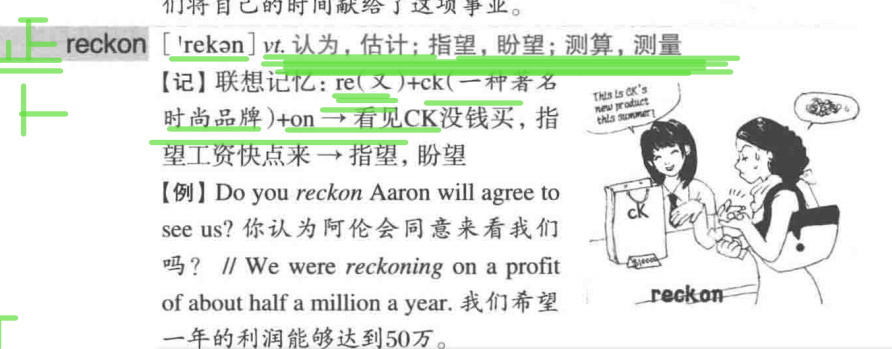 们将自己的时间献给了这项事业。
reckon ['rekən] vt. 认为，估计；指望，盼望；测算，测量
【记】联想记忆：re(又)+ck(一种著名
时尚品牌)+on → 看见CK没钱买，指
望工资快点来 → 指望，盼望
【例】Do you reckon Aaron will agree to
see us? 你认为阿伦会同意来看我们
吗？ // We were reckoning on a profit
of about half a million a year. 我们希望
一年的利润能够达到50万。
This is CK's
new product
this summer!
cK
reckon